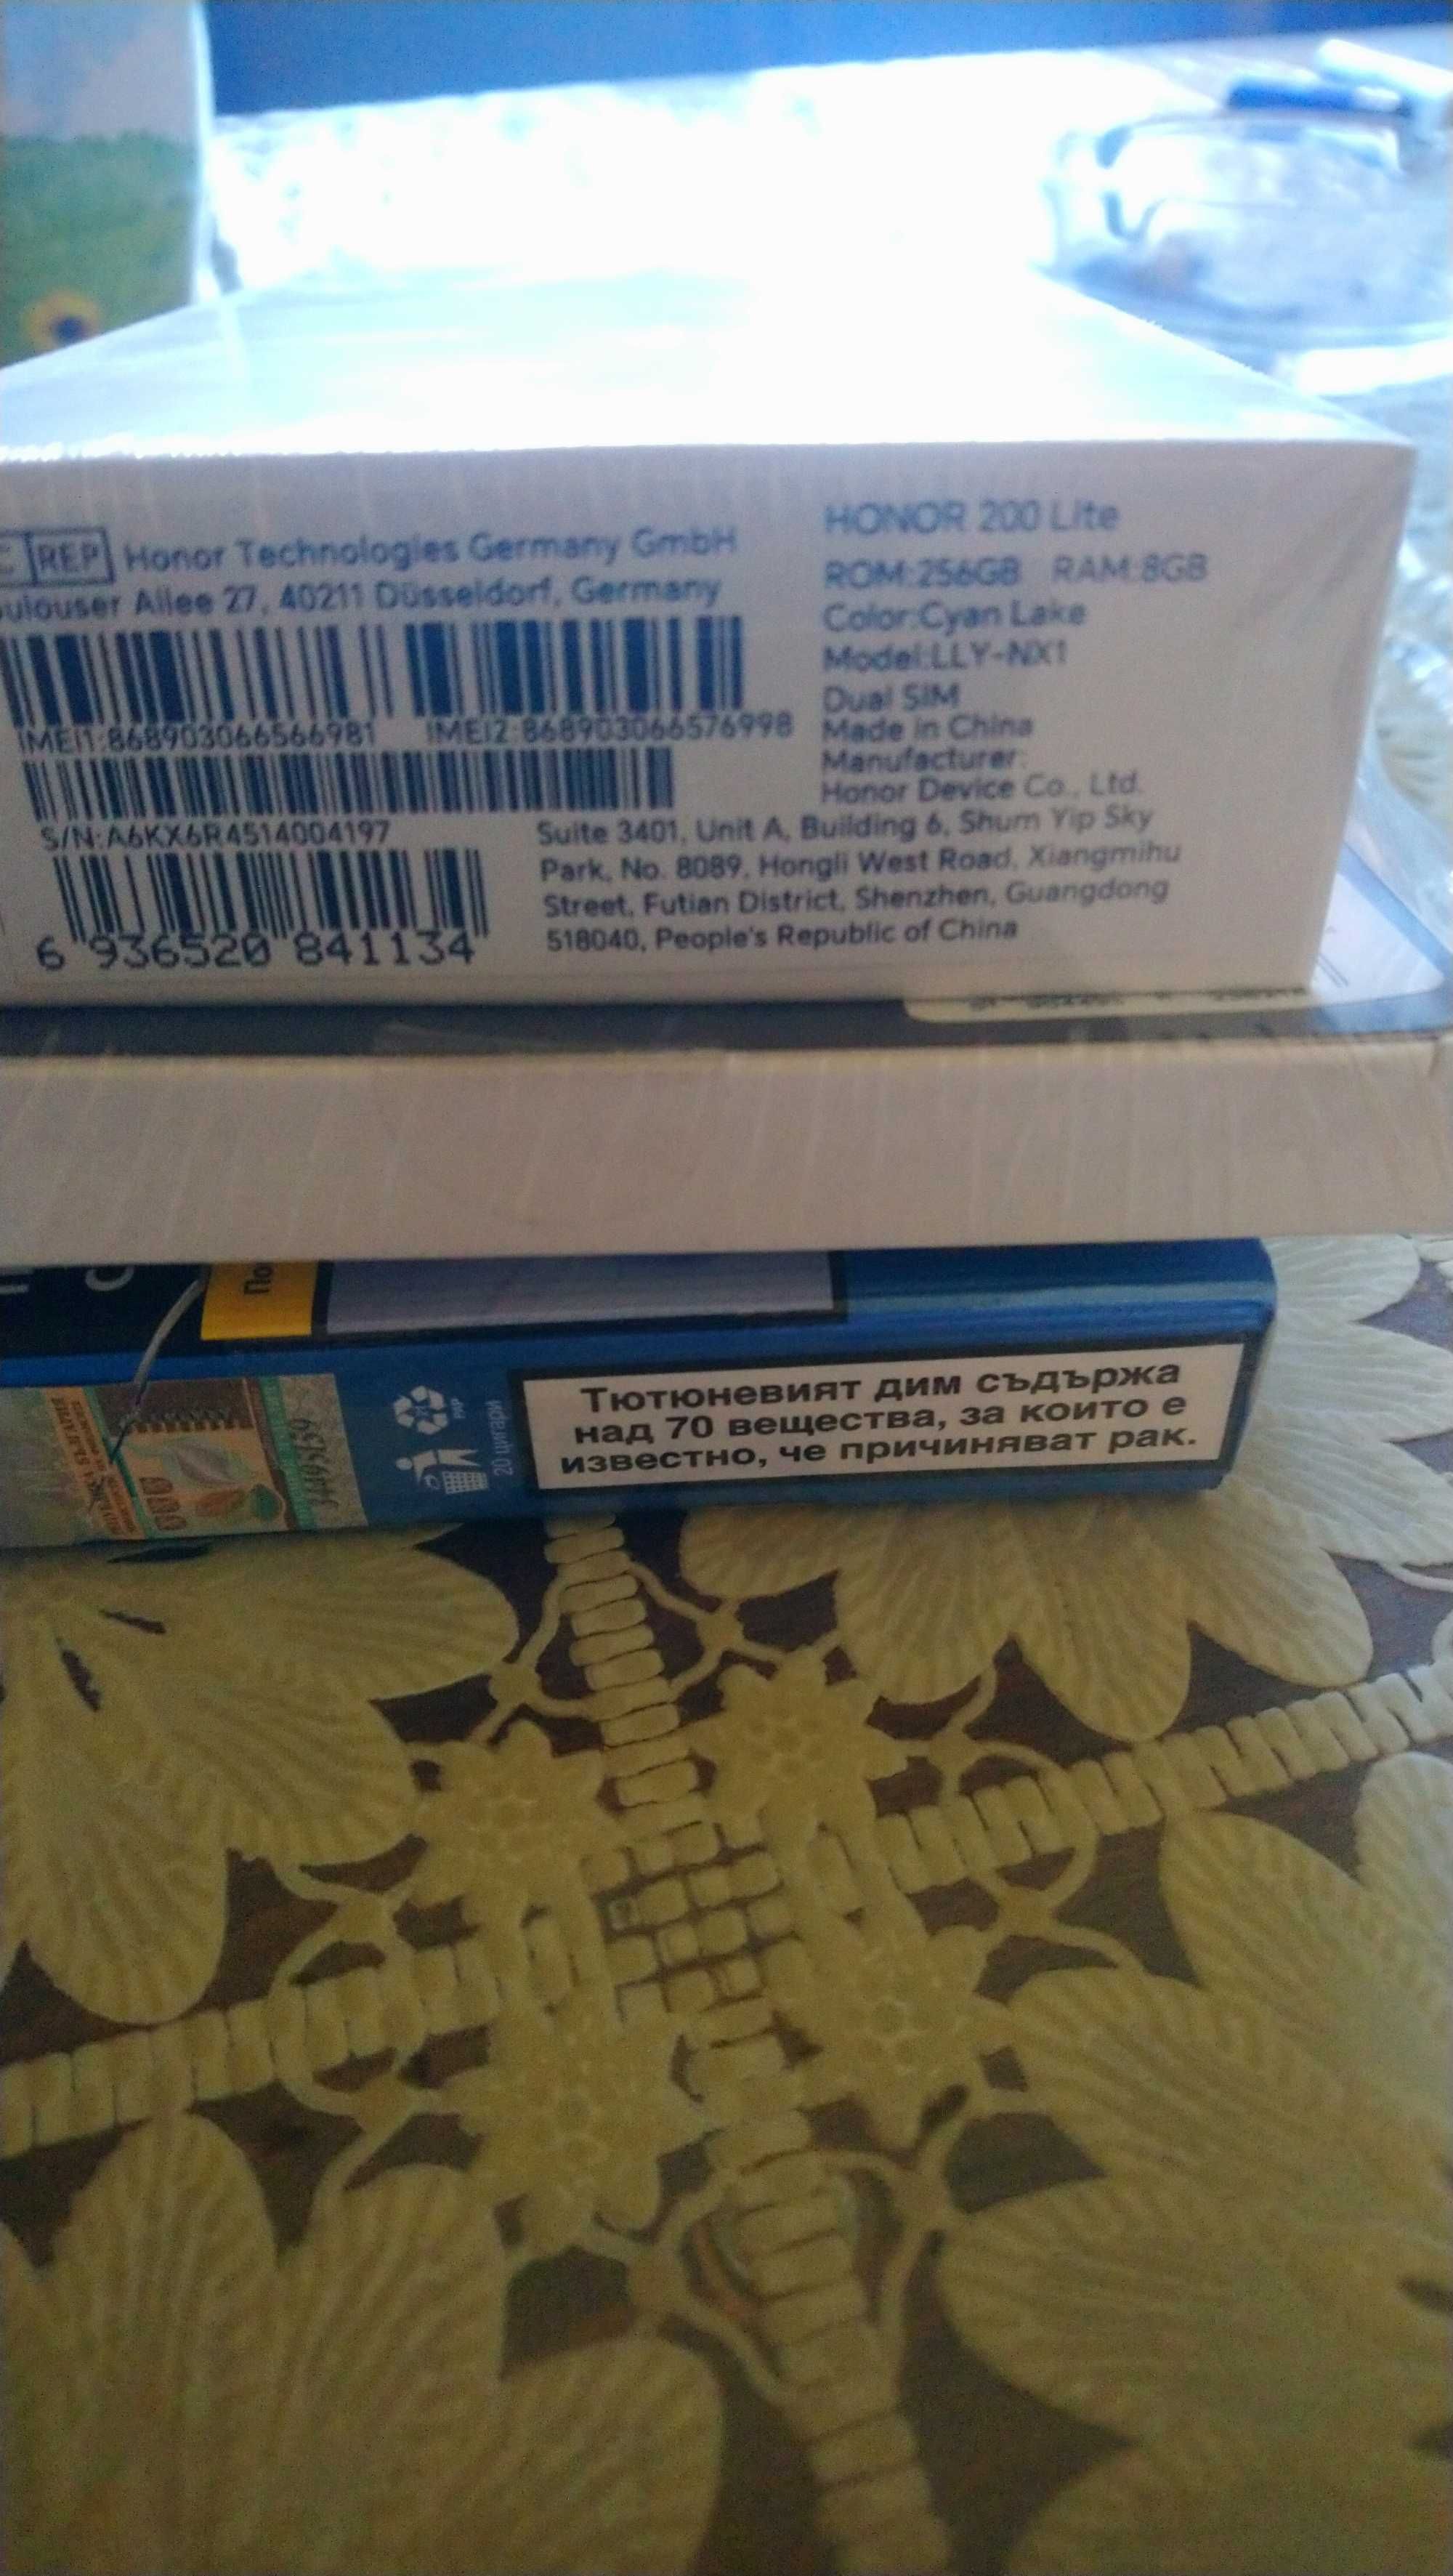 C REP Honor Technologies Germany GmbH
oulouser Allee 27, 40211 Düsseldorf, Germany
IMEI1:868903066566981 IMEI2:868903066576998
S/N:A6KX6R4514004197
6 936520 841134
HONOR 200 Lite
ROM:256GB RAM:8GB
Color:Cyan Lake
Model:LLY-NX1
Dual SIM
Made in China
Manufacturer:
Honor Device Co., Ltd.
Suite 3401, Unit A, Building 6, Shum Yip Sky
Park, No. 8089, Hongli West Road, Xiangmihu
Street, Futian District, Shenzhen, Guangdong
518040, People's Republic of China
По
PAP
20 цигари
Тютюневият дим съдържа
над 70 вещества, за които е
известно, че причиняват рак.